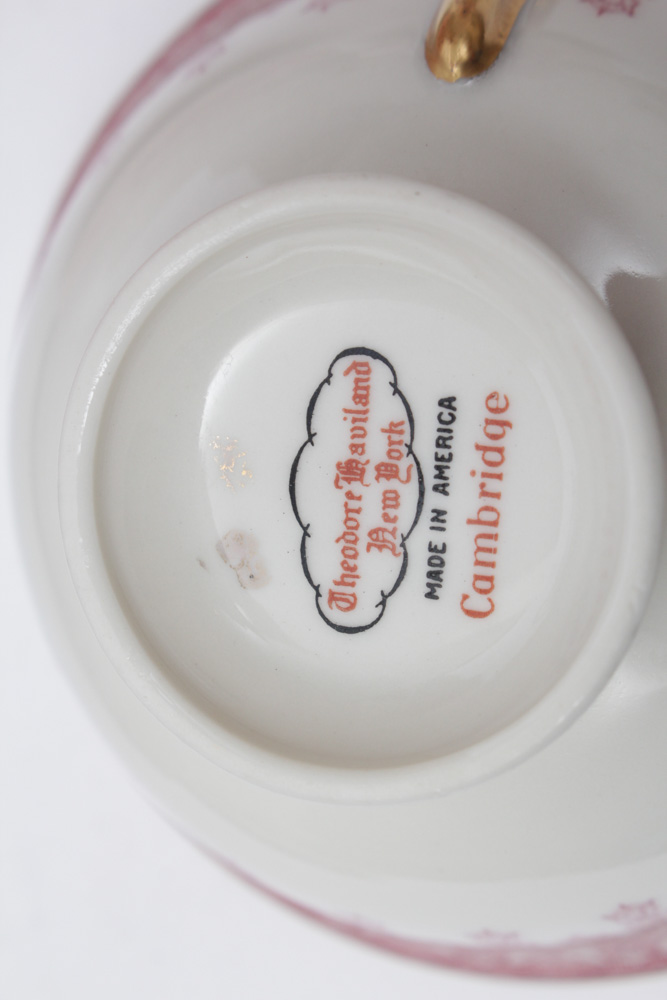 Theodore Haviland
New York
MADE IN AMERICA
Cambridge